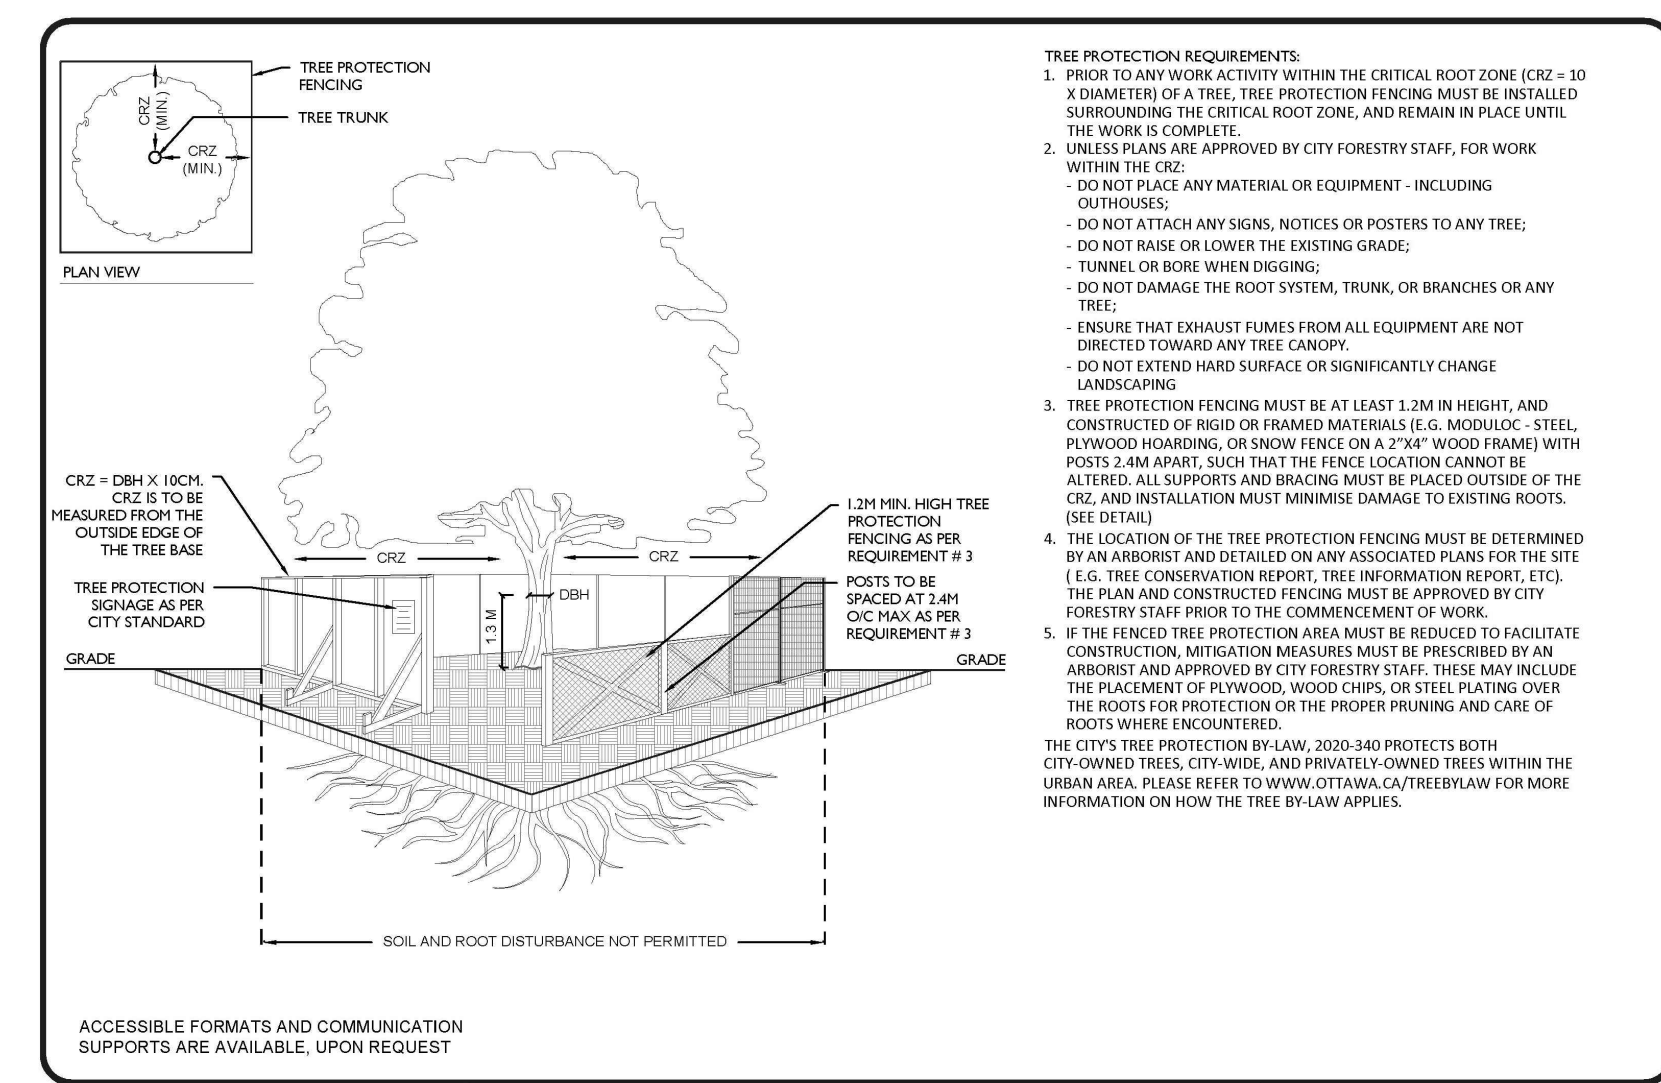 TREE PROTECTION
FENCING
TREE TRUNK
CRZ
(MIN.)
CRZ
(MIN.)
PLAN VIEW
CRZ = DBH X 10CM.
CRZ IS TO BE
MEASURED FROM THE
OUTSIDE EDGE OF
THE TREE BASE
TREE PROTECTION
SIGNAGE AS PER
CITY STANDARD
GRADE
CRZ
CRZ
DBH
1.3 M
1.2M MIN. HIGH TREE
PROTECTION
FENCING AS PER
REQUIREMENT # 3
POSTS TO BE
SPACED AT 2.4M
O/C MAX AS PER
REQUIREMENT # 3
GRADE
SOIL AND ROOT DISTURBANCE NOT PERMITTED
ACCESSIBLE FORMATS AND COMMUNICATION
SUPPORTS ARE AVAILABLE, UPON REQUEST
TREE PROTECTION REQUIREMENTS:
1. PRIOR TO ANY WORK ACTIVITY WITHIN THE CRITICAL ROOT ZONE (CRZ = 10
X DIAMETER) OF A TREE, TREE PROTECTION FENCING MUST BE INSTALLED
SURROUNDING THE CRITICAL ROOT ZONE, AND REMAIN IN PLACE UNTIL
THE WORK IS COMPLETE.
2. UNLESS PLANS ARE APPROVED BY CITY FORESTRY STAFF, FOR WORK
WITHIN THE CRZ:
- DO NOT PLACE ANY MATERIAL OR EQUIPMENT - INCLUDING
OUTHOUSES;
- DO NOT ATTACH ANY SIGNS, NOTICES OR POSTERS TO ANY TREE;
- DO NOT RAISE OR LOWER THE EXISTING GRADE;
- TUNNEL OR BORE WHEN DIGGING;
- DO NOT DAMAGE THE ROOT SYSTEM, TRUNK, OR BRANCHES OR ANY
TREE;
- ENSURE THAT EXHAUST FUMES FROM ALL EQUIPMENT ARE NOT
DIRECTED TOWARD ANY TREE CANOPY.
- DO NOT EXTEND HARD SURFACE OR SIGNIFICANTLY CHANGE
LANDSCAPING
3. TREE PROTECTION FENCING MUST BE AT LEAST 1.2M IN HEIGHT, AND
CONSTRUCTED OF RIGID OR FRAMED MATERIALS (E.G. MODULOC - STEEL,
PLYWOOD HOARDING, OR SNOW FENCE ON A 2”X4” WOOD FRAME) WITH
POSTS 2.4M APART, SUCH THAT THE FENCE LOCATION CANNOT BE
ALTERED. ALL SUPPORTS AND BRACING MUST BE PLACED OUTSIDE OF THE
CRZ, AND INSTALLATION MUST MINIMISE DAMAGE TO EXISTING ROOTS.
(SEE DETAIL)
4. THE LOCATION OF THE TREE PROTECTION FENCING MUST BE DETERMINED
BY AN ARBORIST AND DETAILED ON ANY ASSOCIATED PLANS FOR THE SITE
( E.G. TREE CONSERVATION REPORT, TREE INFORMATION REPORT, ETC).
THE PLAN AND CONSTRUCTED FENCING MUST BE APPROVED BY CITY
FORESTRY STAFF PRIOR TO THE COMMENCEMENT OF WORK.
5. IF THE FENCED TREE PROTECTION AREA MUST BE REDUCED TO FACILITATE
CONSTRUCTION, MITIGATION MEASURES MUST BE PRESCRIBED BY AN
ARBORIST AND APPROVED BY CITY FORESTRY STAFF. THESE MAY INCLUDE
THE PLACEMENT OF PLYWOOD, WOOD CHIPS, OR STEEL PLATING OVER
THE ROOTS FOR PROTECTION OR THE PROPER PRUNING AND CARE OF
ROOTS WHERE ENCOUNTERED.
THE CITY'S TREE PROTECTION BY-LAW, 2020-340 PROTECTS BOTH
CITY-OWNED TREES, CITY-WIDE, AND PRIVATELY-OWNED TREES WITHIN THE
URBAN AREA. PLEASE REFER TO WWW.OTTAWA.CA/TREEBYLAW FOR MORE
INFORMATION ON HOW THE TREE BY-LAW APPLIES.